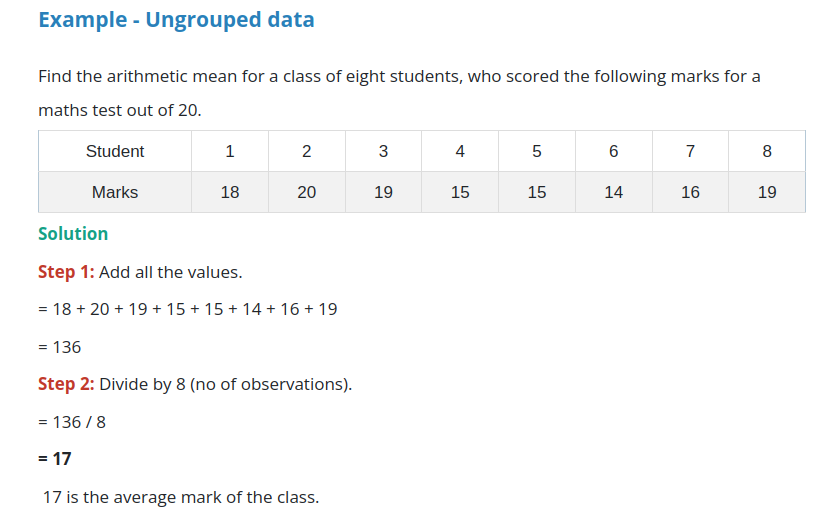 Example - Ungrouped data
Find the arithmetic mean for a class of eight students, who scored the following marks for a
maths test out of 20.
Student 1 2 3 4 5 6 7 8
Marks 18 20 19 15 15 14 16 19
Solution
Step 1: Add all the values.
= 18 + 20 + 19 + 15 + 15 + 14 + 16 + 19
= 136
Step 2: Divide by 8 (no of observations).
= 136 / 8
= 17
17 is the average mark of the class.